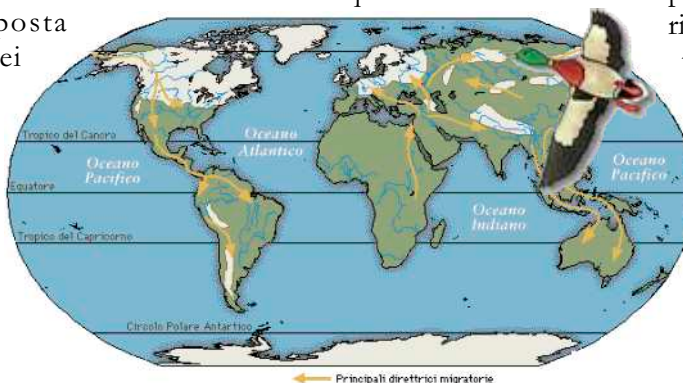 posta
ei
ri
Tropico del Cancro
Oceano
Atlantico
Oceano
Pacifico
Oceano
Pacifico
Equatore
Oceano
Indiano
Tropico del Capricorno
Circolo Polare Antartico
Principali direttrici migratorie